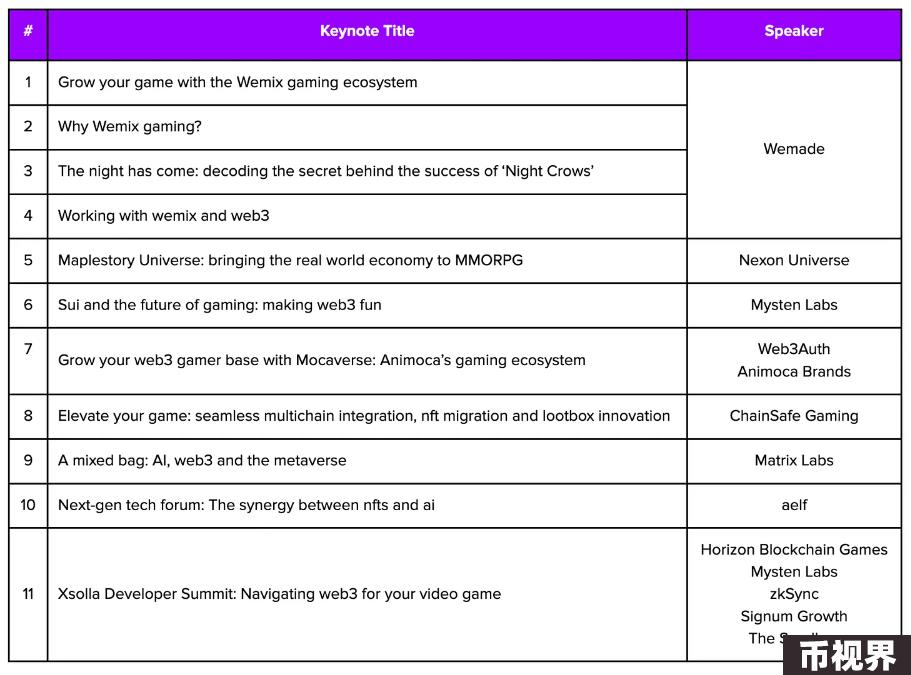 # Keynote Title Speaker
1 Grow your game with the Wemix gaming ecosystem
2 Why Wemix gaming?
Wemade
3 The night has come: decoding the secret behind the success of ‘Night Crows’
4 Working with wemix and web3
5 Maplestory Universe: bringing the real world economy to MMORPG Nexon Universe
6 Sui and the future of gaming: making web3 fun Mysten Labs
7 Grow your web3 gamer base with Mocaverse: Animoca’s gaming ecosystem Web3Auth
Animoca Brands
8 Elevate your game: seamless multichain integration, nft migration and lootbox innovation ChainSafe Gaming
9 A mixed bag: AI, web3 and the metaverse Matrix Labs
10 Next-gen tech forum: The synergy between nfts and ai aelf
11 Xsolla Developer Summit: Navigating web3 for your video game Horizon Blockchain Games
Mysten Labs
zkSync
Signum Growth
The
币视界